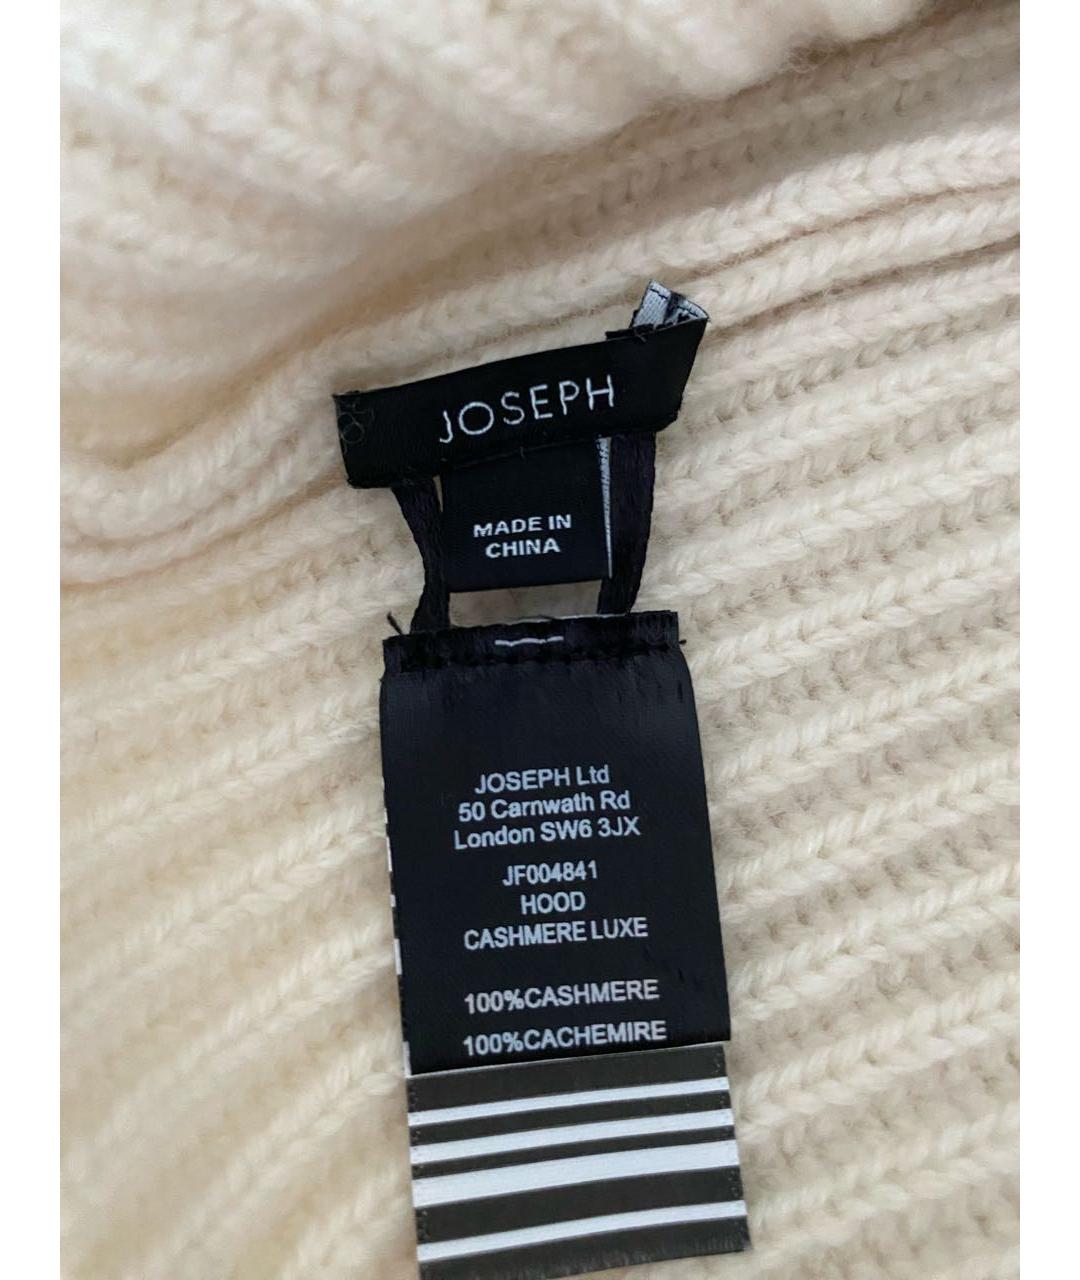 JOSEPH
MADE IN
CHINA
JOSEPH Ltd
50 Carnwath Rd
London SW6 3JX
JF004841
HOOD
CASHMERE LUXE
100%CASHMERE
100%CACHEMIRE